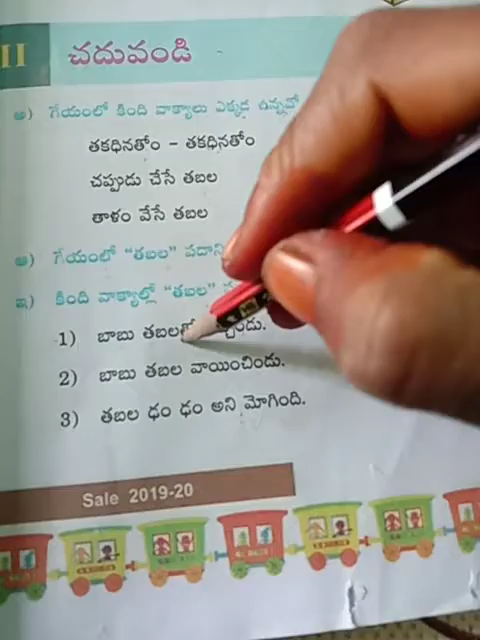 II చదువండి
అ) గేయంలో కింది వాక్యాలు ఎక్కడ ఉన్నవో
తకధినతోం - తకధినతోం
చప్పుడు చేసే తబల
తాళం వేసే తబల
ఆ) గేయంలో "తబల" పదాని
ఇ) కింది వాక్యాల్లో "తబల"
1) బాబు
2) బాబు తబల వాయించిండు.
3) తబల ఢం ఢం అని మోగింది.
Sale 2019-20